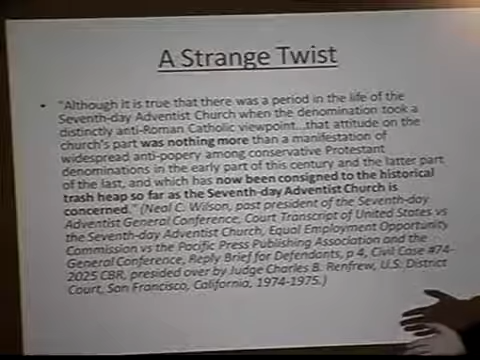 A Strange Twist
• "Although it is true that there was a period in the life of the
Seventh-day Adventist Church when the denomination took a
distinctly anti-Roman Catholic viewpoint...that attitude on the
church's part was nothing more than a manifestation of
widespread anti-popery among conservative Protestant
denominations in the early part of this century and the latter part
of the last, and which has now been consigned to the historical
trash heap so far as the Seventh-day Adventist Church is
concerned." (Neal C. Wilson, past president of the Seventh-day
Adventist General Conference, Court Transcript of United States vs
the Seventh-day Adventist Church, Equal Employment Opportunity
Commission vs the Pacific Press Publishing Association and the
General Conference, Reply Brief for Defendants, p 4, Civil Case #74-
2025 CBR, presided over by Judge Charles B. Renfrew, U.S. District
Court, San Francisco, California, 1974-1975.)